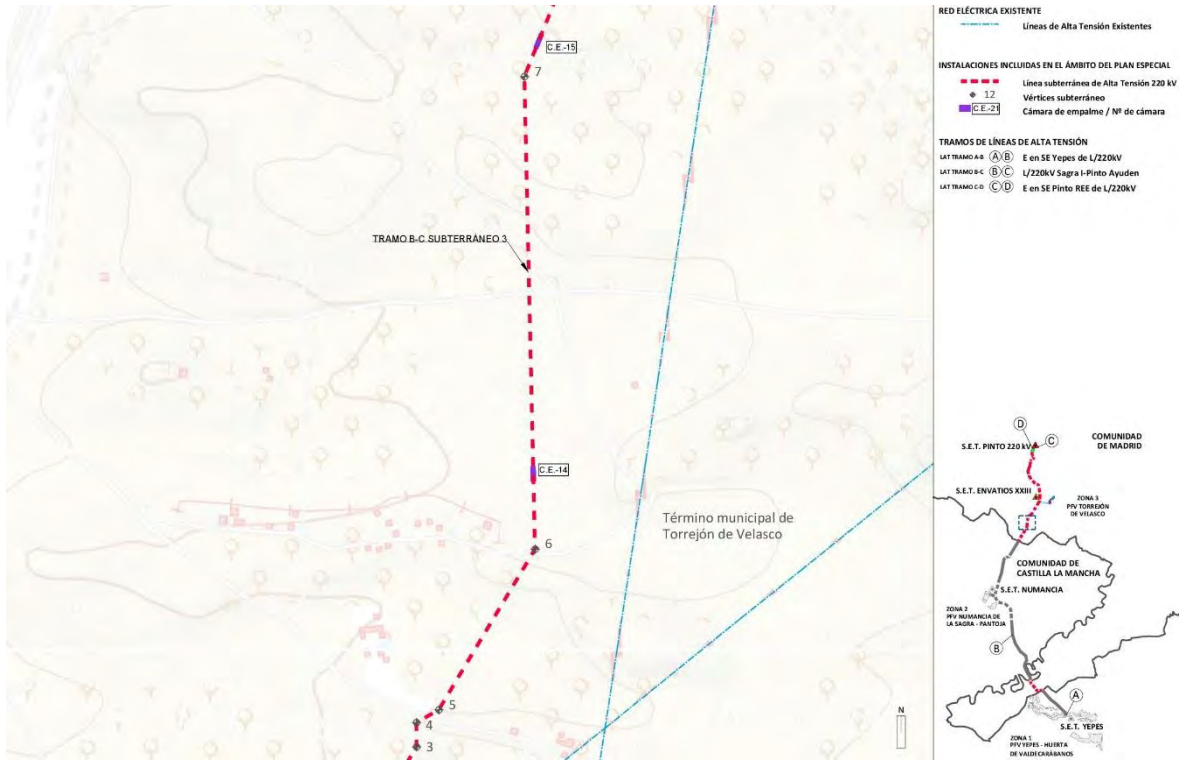 C.E.-15
7
TRAMO B-C SUBTERRÁNEO 3
C.E.-14
6
Término municipal de
Torrejón de Velasco
5
4
3
N
RED ELÉCTRICA EXISTENTE
Líneas de Alta Tensión Existentes
INSTALACIONES INCLUIDAS EN EL ÁMBITO DEL PLAN ESPECIAL
Línea subterránea de Alta Tensión 220 kV
12 Vértices subterráneo
C.E.-21 Cámara de empalme / Nº de cámara
TRAMOS DE LÍNEAS DE ALTA TENSIÓN
LAT TRAMO A-B A B E en SE Yepes de L/220kV
LAT TRAMO B-C B C L/220kV Sagra I-Pinto Ayuden
LAT TRAMO C-D C D E en SE Pinto REE de L/220kV
D
C
S.E.T. PINTO 220 kV
COMUNIDAD
DE MADRID
S.E.T. ENVATIOS XXIII
ZONA 3
PFV TORREJÓN
DE VELASCO
COMUNIDAD DE
CASTILLA LA MANCHA
S.E.T. NUMANCIA
ZONA 2
PFV NUMANCIA DE
LA SAGRA - PANTOJA
B
A
S.E.T. YEPES
ZONA 1
PFV YEPES - HUERTA
DE VALDECARÁBANOS